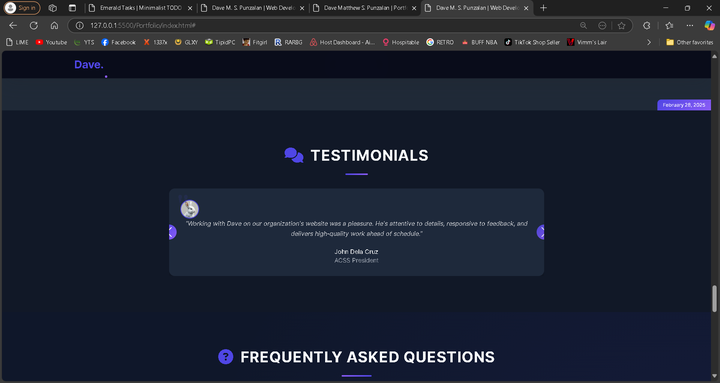 Sign in
Emerald Tasks | Minimalist TODO
Dave M. S. Punzalan | Web Develo
Dave Matthew S. Punzalan | Portf
Dave M. S. Punzalan | Web Develo
127.0.0.1:5500/Portfolio/index.html#
LIME
Youtube
YTS
Facebook
1337x
GLXY
TipidPC
Fitgirl
RARBG
Host Dashboard - Ai...
Hospitable
RETRO
BUFF NBA
TikTok Shop Seller
Vimm's Lair
Other favorites
Dave.
February 28, 2025
TESTIMONIALS
"Working with Dave on our organization's website was a pleasure. He's attentive to details, responsive to feedback, and
delivers high-quality work ahead of schedule."
John Dela Cruz
ACSS President
FREQUENTLY ASKED QUESTIONS